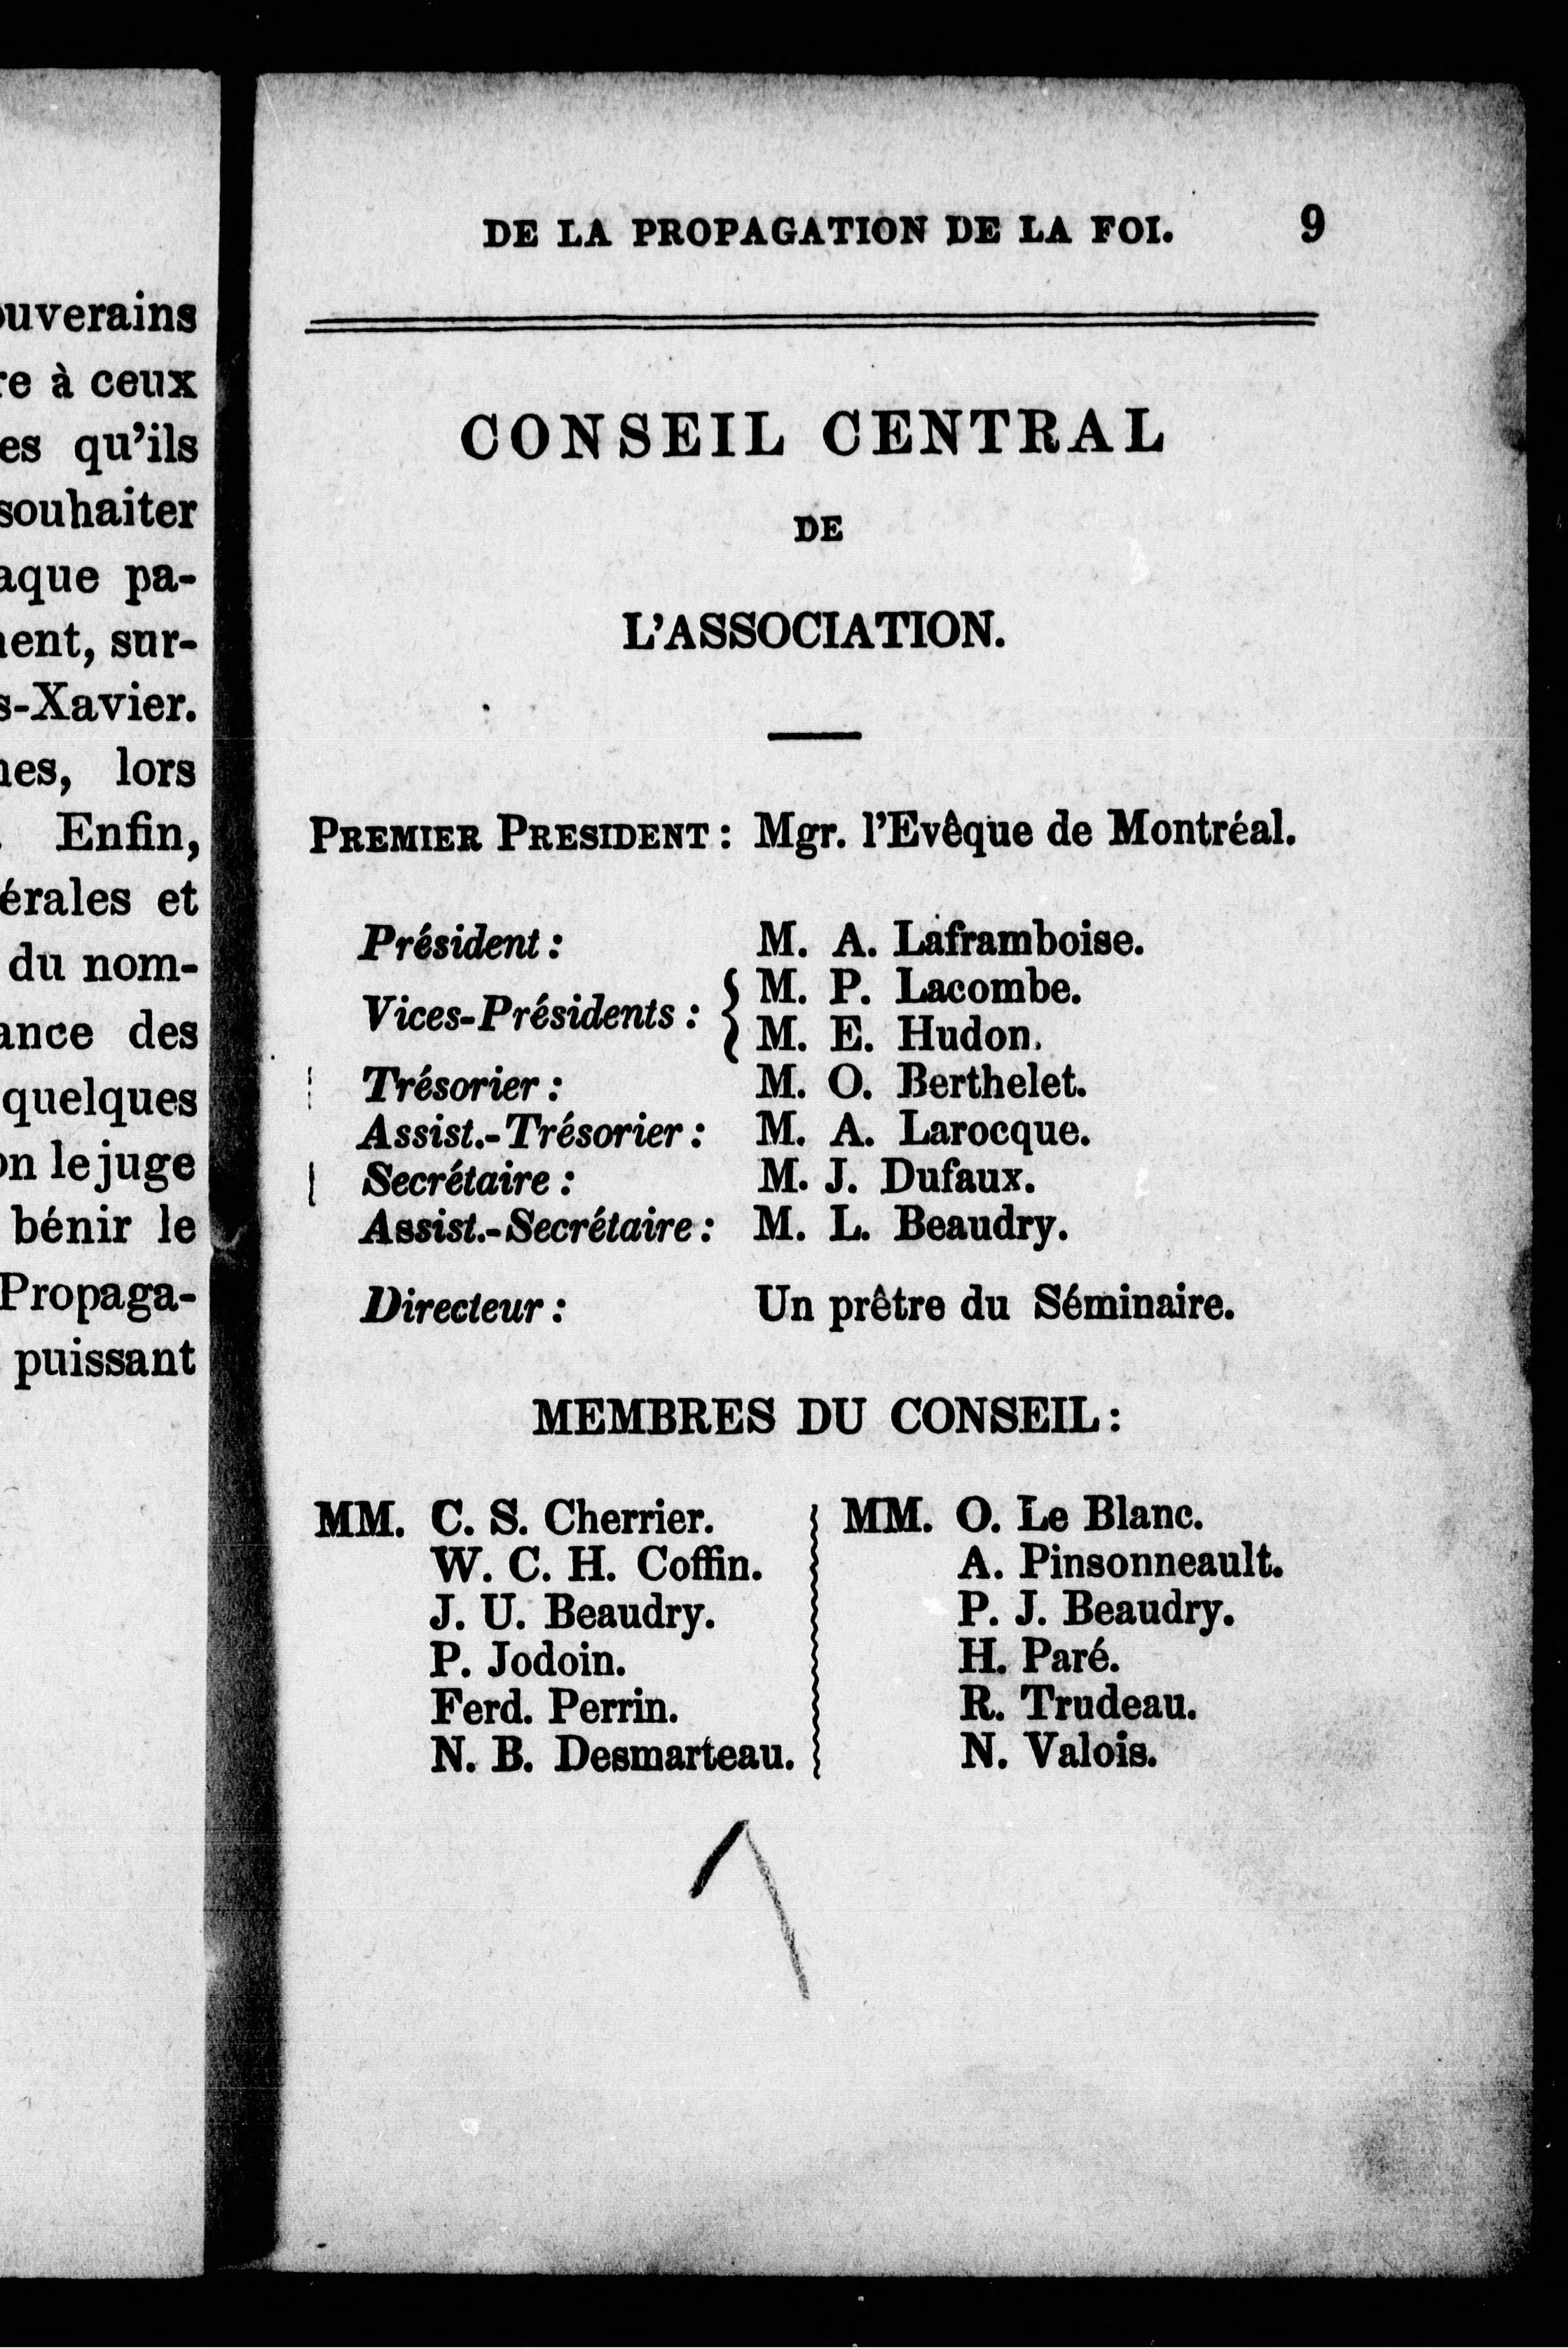 ouverains
re à ceux
es qu'ils
souhaiter
aque pa-
ment, sur-
s-Xavier.
nes, lors
Enfin,
érales et
du nom-
ance des
quelques
on le juge
bénir le
Propaga-
puissant
DE LA PROPAGATION DE LA FOI. 9
CONSEIL CENTRAL
DE
L'ASSOCIATION.
PREMIER PRESIDENT : Mgr. l'Evêque de Montréal.
Président : M. A. Laframboise.
Vices-Présidents : { M. P. Lacombe.
M. E. Hudon.
Trésorier : M. O. Berthelet.
Assist.-Trésorier : M. A. Larocque.
Secrétaire : M. J. Dufaux.
Assist.-Secrétaire : M. L. Beaudry.
Directeur : Un prêtre du Séminaire.
MEMBRES DU CONSEIL :
MM. C. S. Cherrier.
W. C. H. Coffin.
J. U. Beaudry.
P. Jodoin.
Ferd. Perrin.
N. B. Desmarteau.
MM. O. Le Blanc.
A. Pinsonneault.
P. J. Beaudry.
H. Paré.
R. Trudeau.
N. Valois.